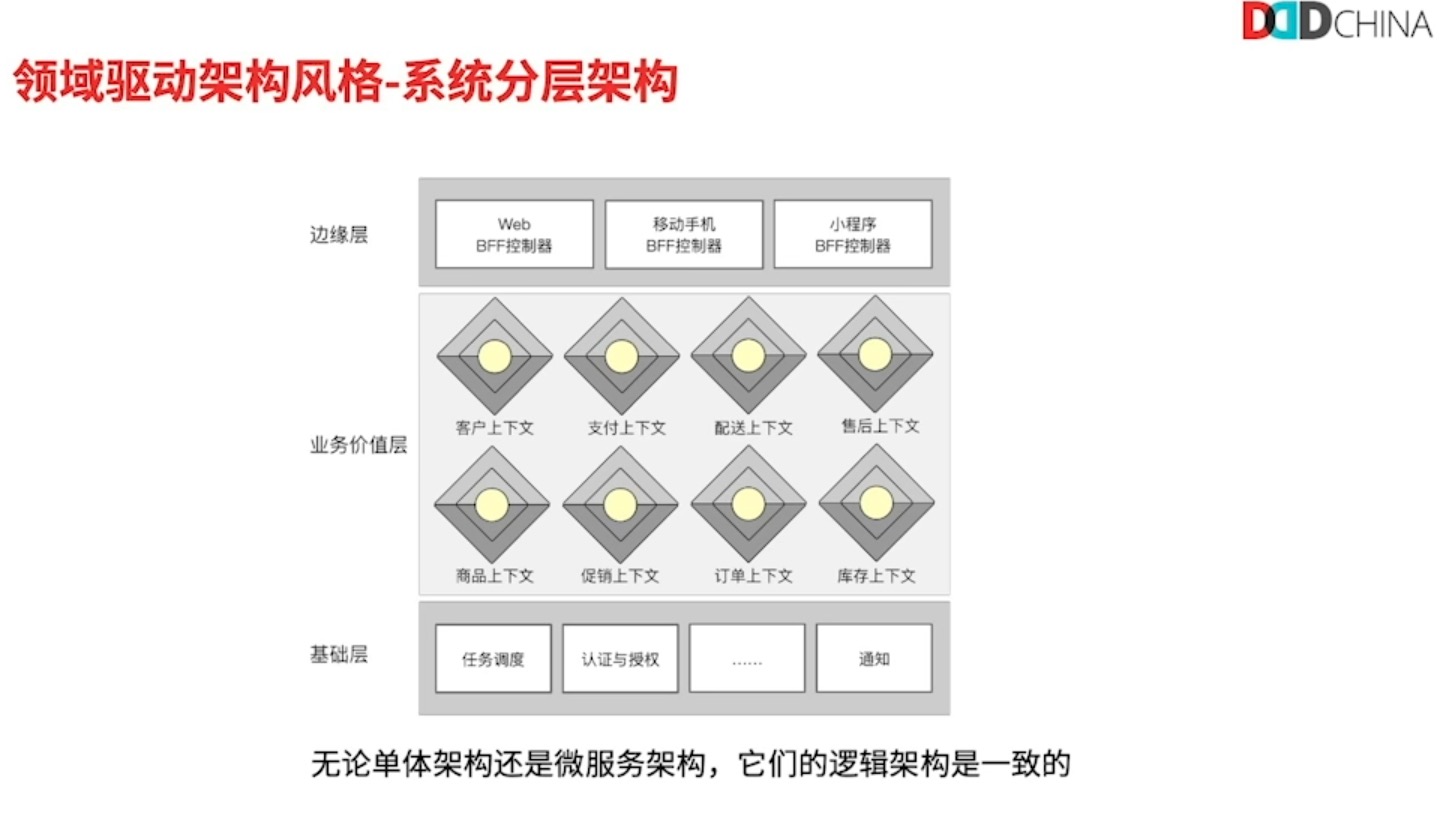 DDDCHINA
领域驱动架构风格-系统分层架构
边缘层
Web
BFF控制器
移动手机
BFF控制器
小程序
BFF控制器
业务价值层
客户上下文
支付上下文
配送上下文
售后上下文
商品上下文
促销上下文
订单上下文
库存上下文
基础层
任务调度
认证与授权
......
通知
无论单体架构还是微服务架构，它们的逻辑架构是一致的